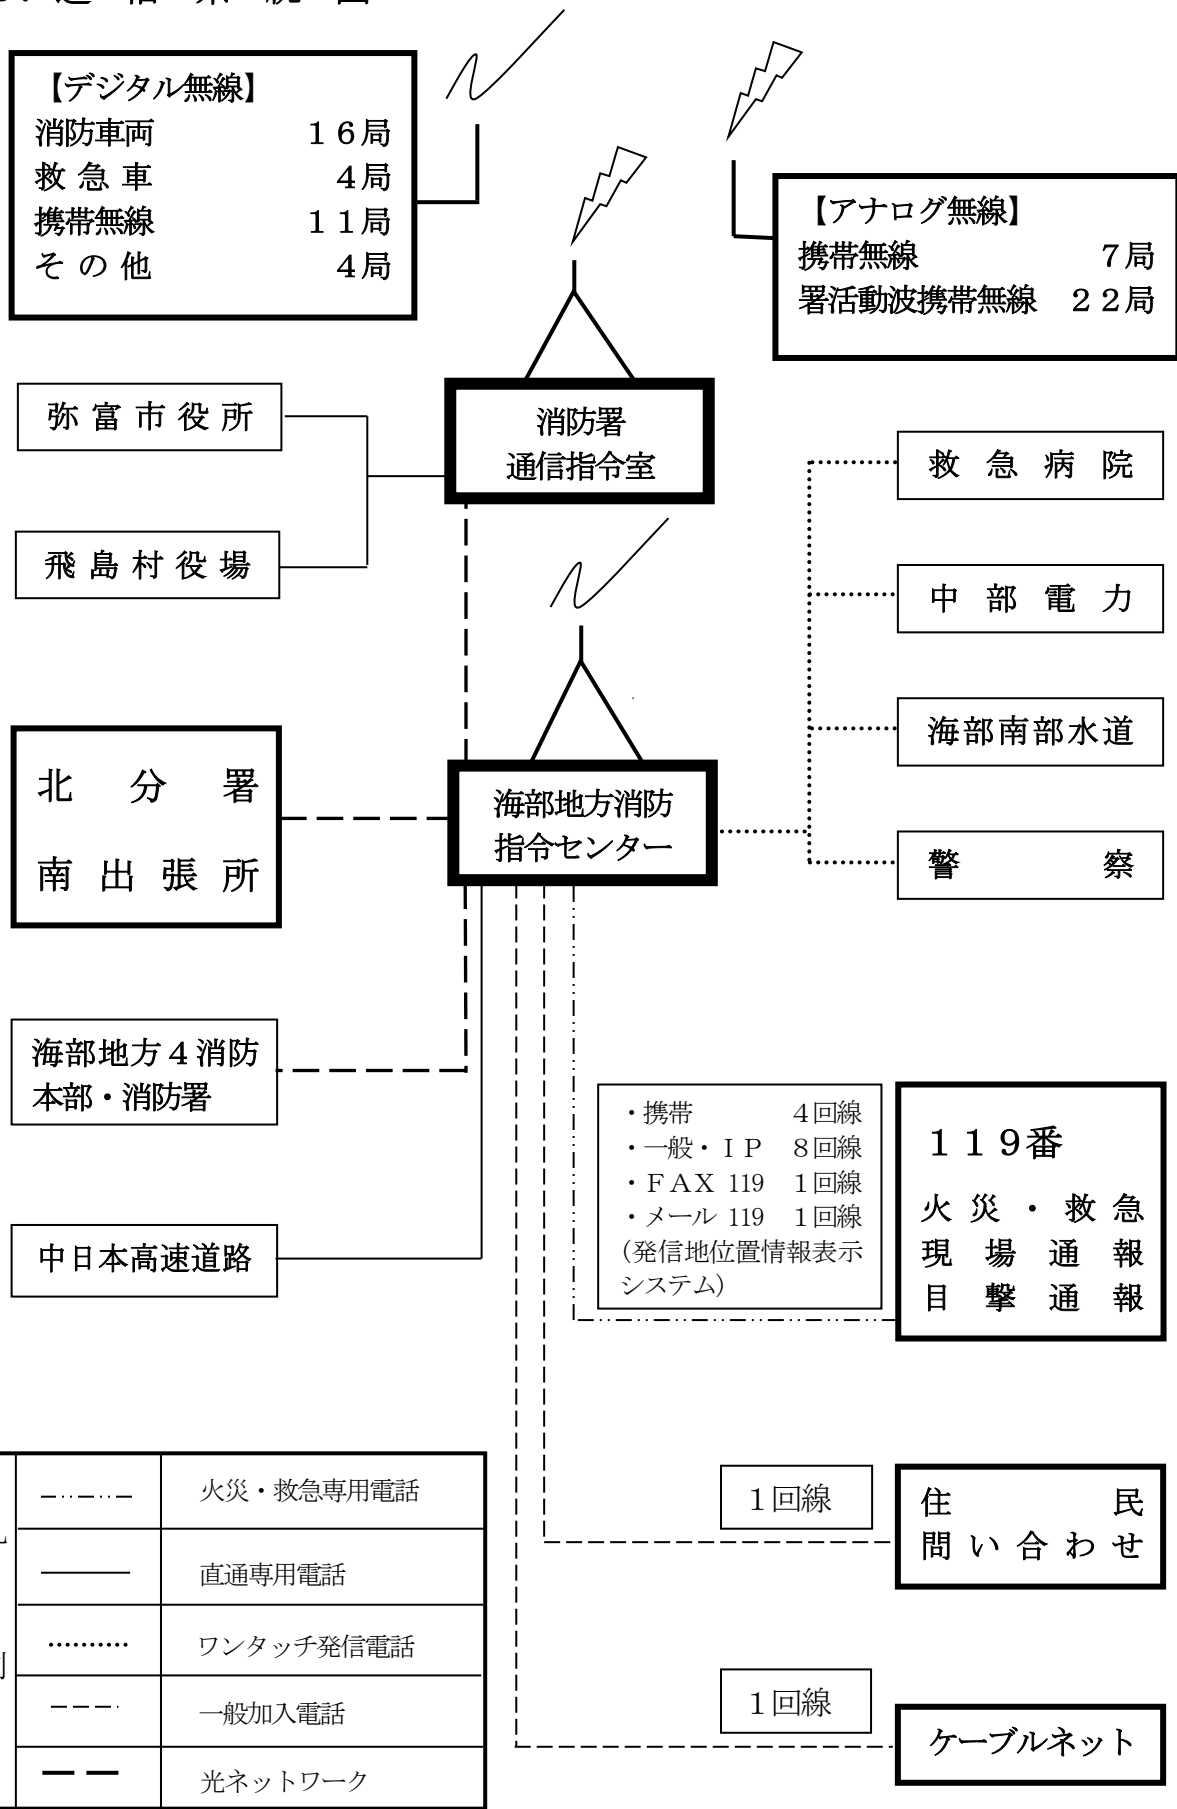 通信系統図
【デジタル無線】
消防車両　１６局
救急車　４局
携帯無線　１１局
その他　４局
【アナログ無線】
携帯無線　７局
署活動波携帯無線　２２局
弥富市役所
消防署
通信指令室
救急病院
飛島村役場
中部電力
海部南部水道
北分署
南出張所
海部地方消防
指令センター
警察
海部地方４消防
本部・消防署
・携帯　４回線
・一般・ＩＰ　８回線
・ＦＡＸ 119　１回線
・メール 119　１回線
(発信地位置情報表示
システム)
１１９番
火災・救急
現場通報
目撃通報
中日本高速道路
火災・救急専用電話
直通専用電話
ワンタッチ発信電話
一般加入電話
光ネットワーク
１回線
住民
問い合わせ
１回線
ケーブルネット